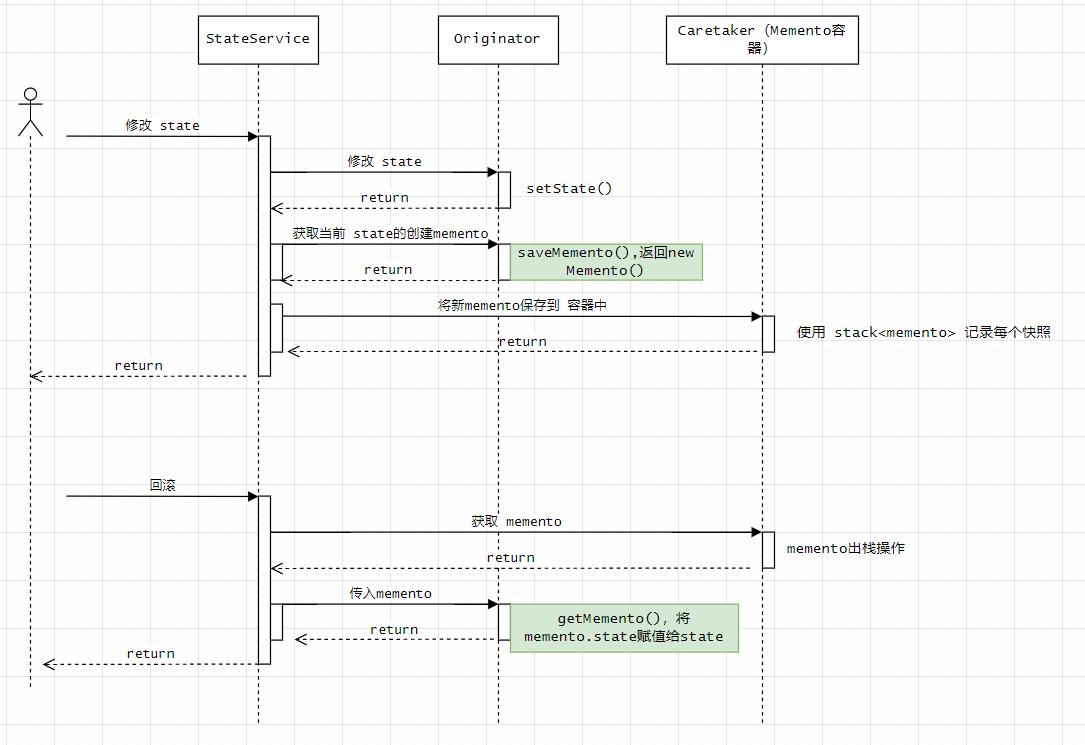 StateService
Originator
Caretaker（Memento容
器）
修改 state
修改 state
setState()
return
获取当前 state的创建memento
saveMemento(),返回new
Memento()
return
将新memento保存到 容器中
使用 stack<memento> 记录每个快照
return
return
回滚
获取 memento
memento出栈操作
return
传入memento
getMemento(), 将
memento.state赋值给state
return
return